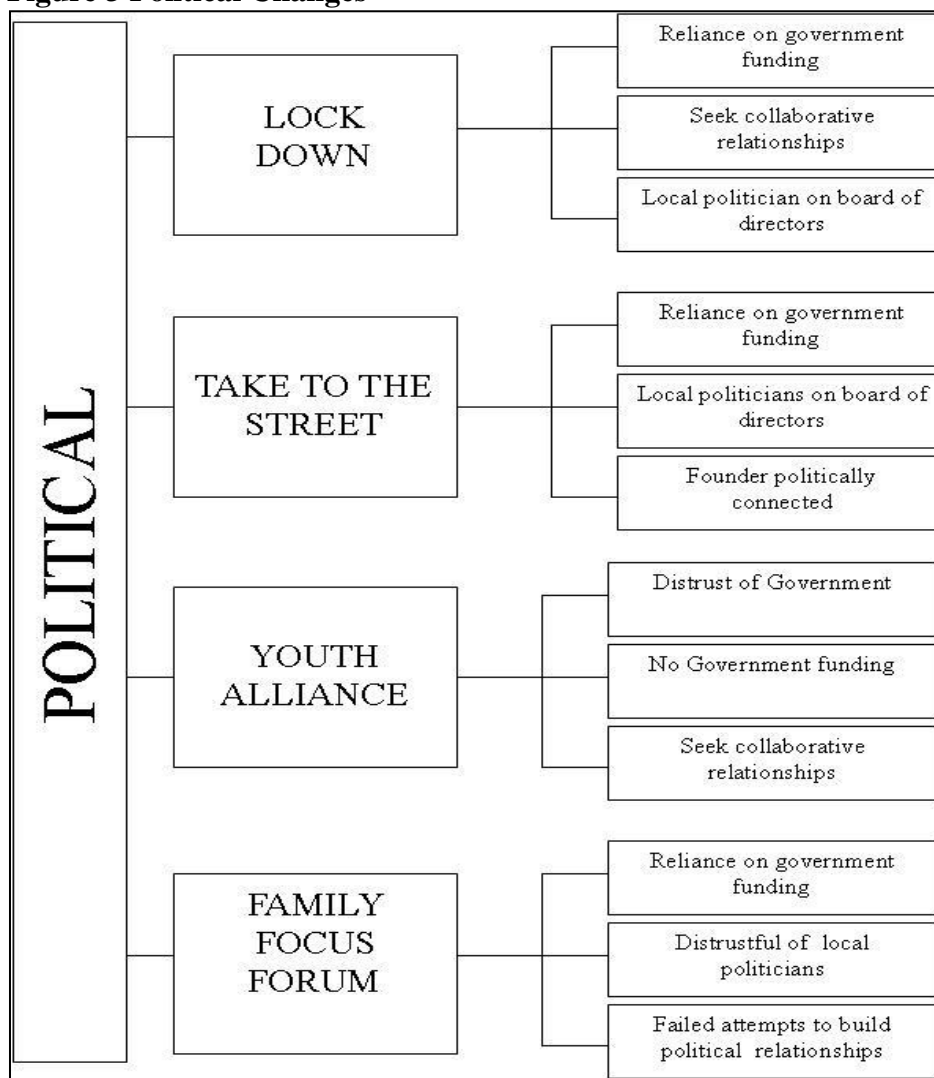 Figure 3 Political Changes
POLITICAL
LOCK
DOWN
Reliance on government
funding
Seek collaborative
relationships
Local politician on board of
directors
TAKE TO THE
STREET
Reliance on government
funding
Local politicians on board of
directors
Founder politically
connected
YOUTH
ALLIANCE
Distrust of Government
No Government funding
Seek collaborative
relationships
FAMILY
FOCUS
FORUM
Reliance on government
funding
Distrustful of local
politicians
Failed attempts to build
political relationships